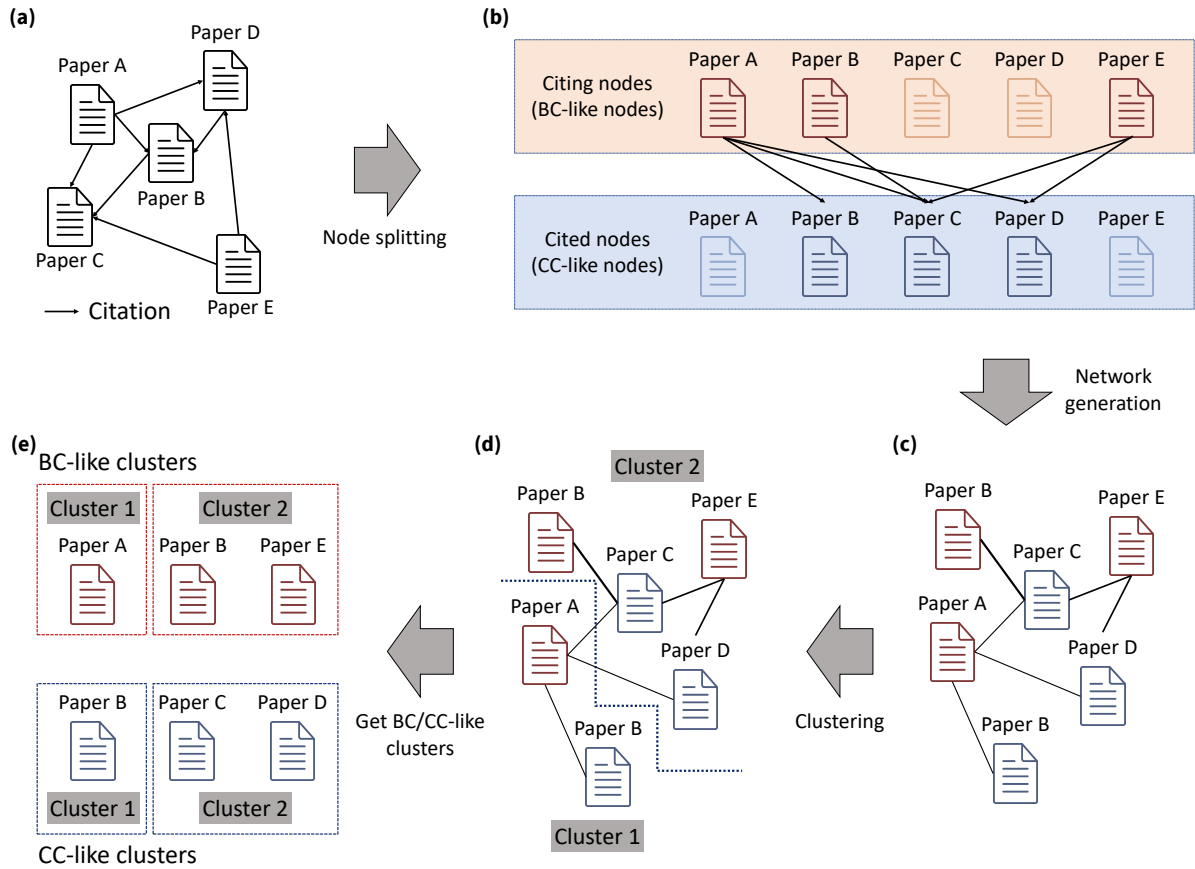 (a)
Paper D
Paper A
Paper B
Paper C
Paper E
Citation
Node splitting
(b)
Paper A Paper B Paper C Paper D Paper E
Citing nodes
(BC-like nodes)
Paper A Paper B Paper C Paper D Paper E
Cited nodes
(CC-like nodes)
Network
generation
(c)
Paper B
Paper E
Paper C
Paper A
Paper D
Paper B
Clustering
(d)
Cluster 2
Paper B
Paper E
Paper C
Paper A
Paper D
Paper B
Cluster 1
Get BC/CC-like
clusters
(e)
BC-like clusters
Cluster 1 Cluster 2
Paper A Paper B Paper E
Paper B Paper C Paper D
Cluster 1 Cluster 2
CC-like clusters